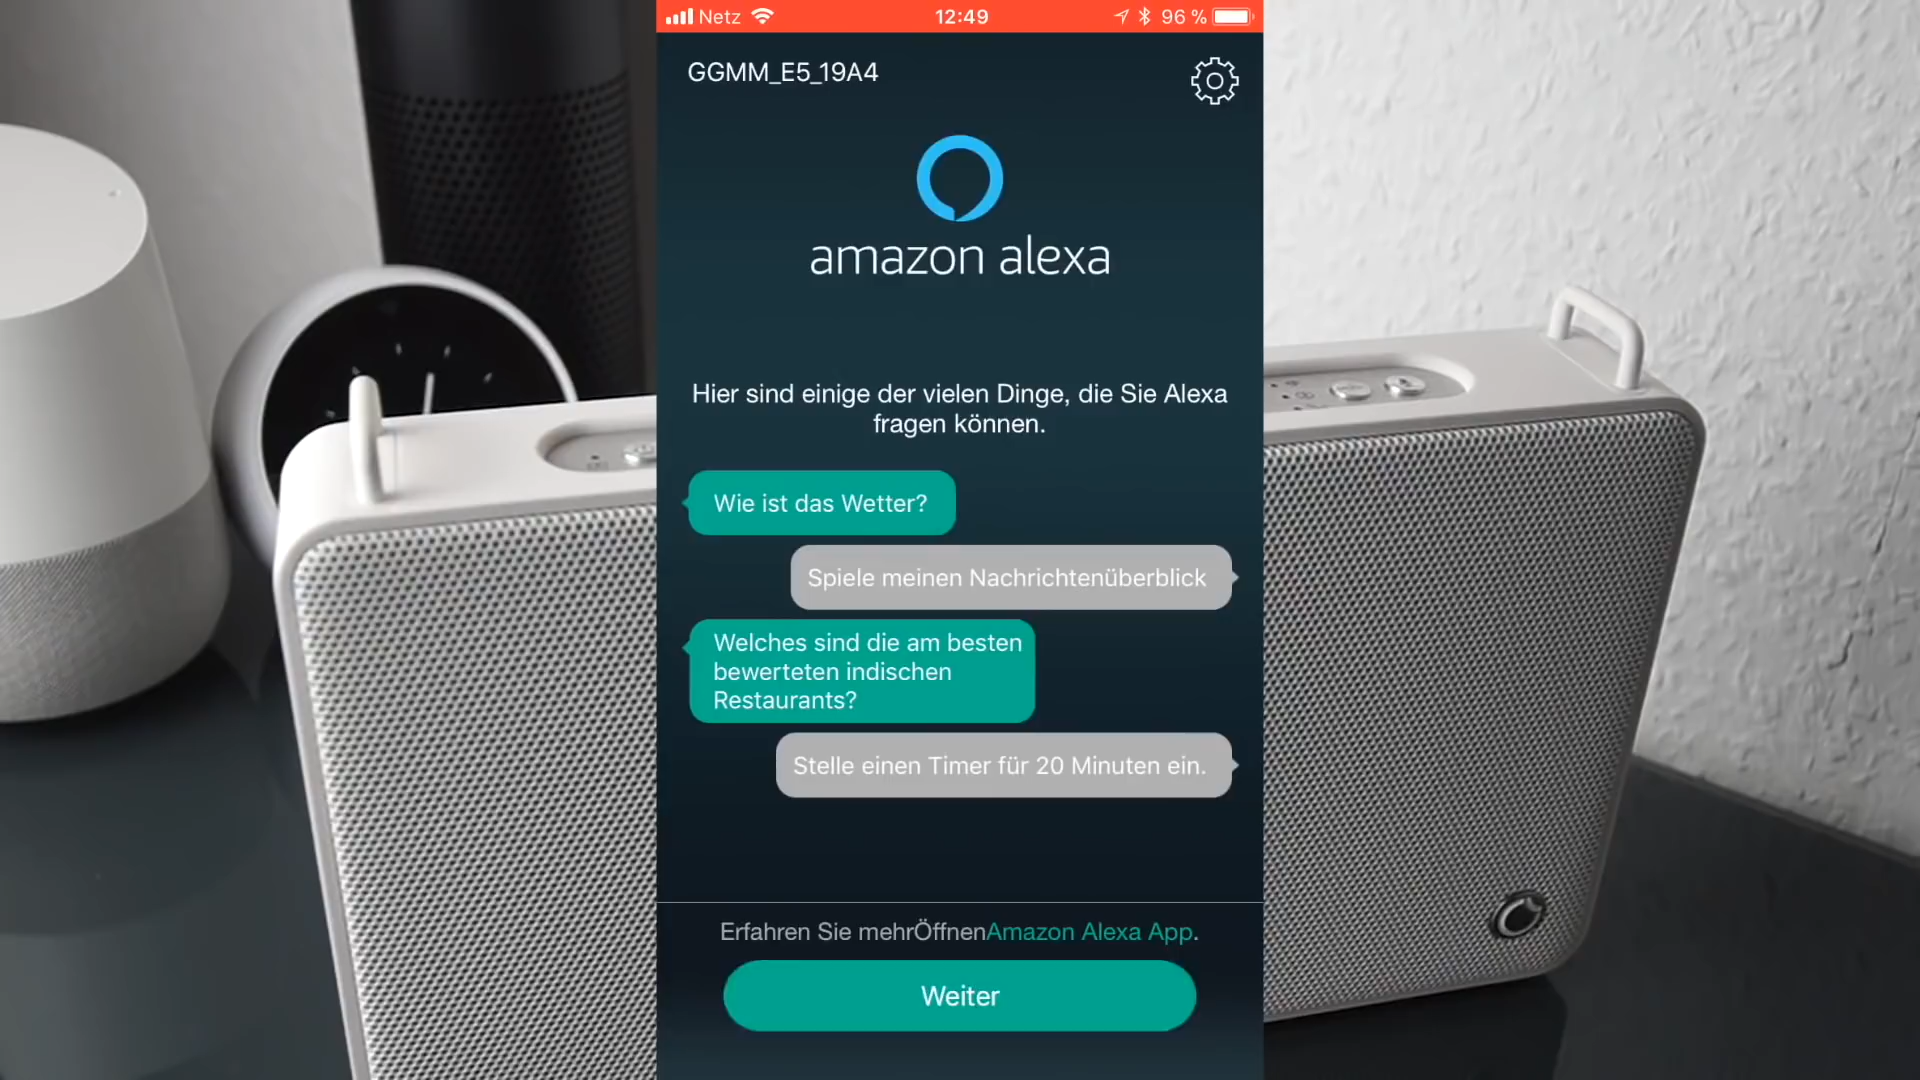 Netz 12:49 96 %
GGMM_E5_19A4
amazon alexa
Hier sind einige der vielen Dinge, die Sie Alexa
fragen können.
Wie ist das Wetter?
Spiele meinen Nachrichtenüberblick
Welches sind die am besten
bewerteten indischen
Restaurants?
Stelle einen Timer für 20 Minuten ein.
Erfahren Sie mehrÖffnenAmazon Alexa App.
Weiter